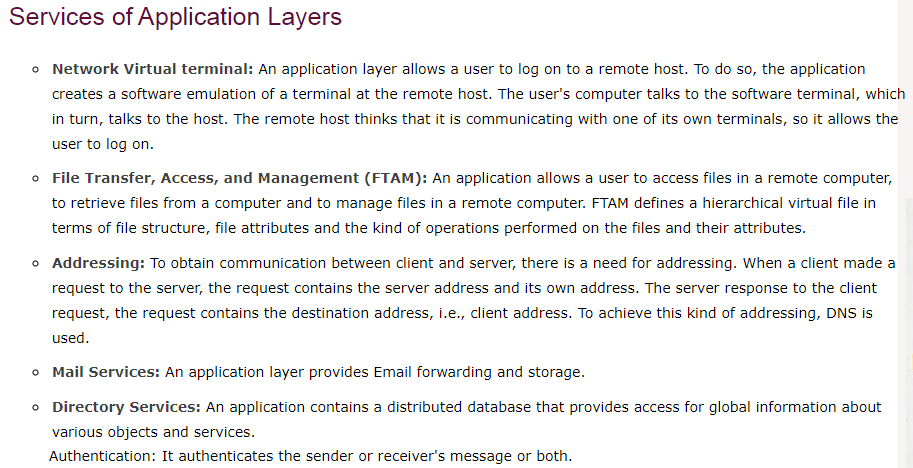 Services of Application Layers
Network Virtual terminal: An application layer allows a user to log on to a remote host. To do so, the application
creates a software emulation of a terminal at the remote host. The user's computer talks to the software terminal, which
in turn, talks to the host. The remote host thinks that it is communicating with one of its own terminals, so it allows the
user to log on.
File Transfer, Access, and Management (FTAM): An application allows a user to access files in a remote computer,
to retrieve files from a computer and to manage files in a remote computer. FTAM defines a hierarchical virtual file in
terms of file structure, file attributes and the kind of operations performed on the files and their attributes.
Addressing: To obtain communication between client and server, there is a need for addressing. When a client made a
request to the server, the request contains the server address and its own address. The server response to the client
request, the request contains the destination address, i.e., client address. To achieve this kind of addressing, DNS is
used.
Mail Services: An application layer provides Email forwarding and storage.
Directory Services: An application contains a distributed database that provides access for global information about
various objects and services.
Authentication: It authenticates the sender or receiver's message or both.